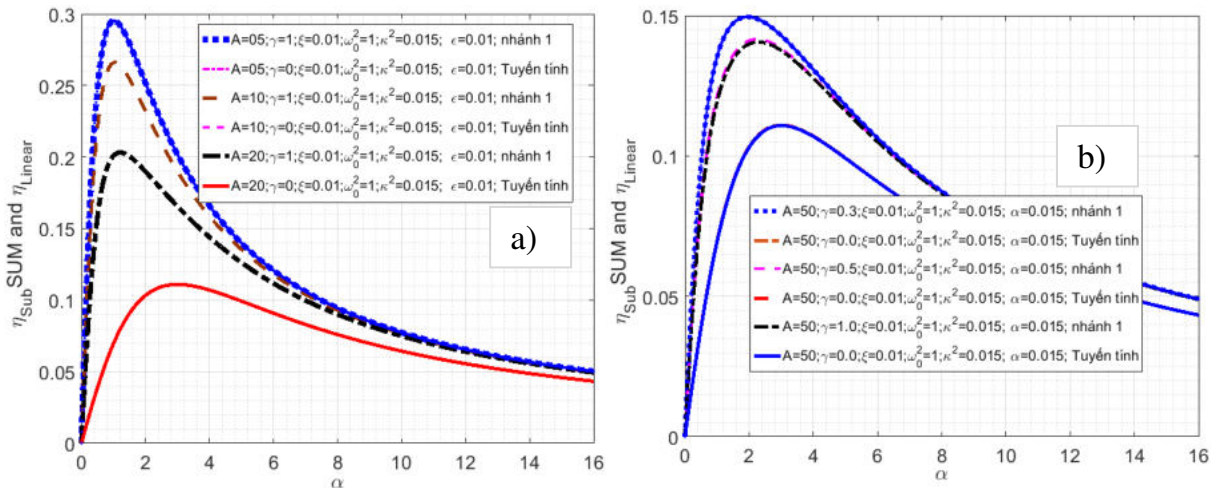 0.3
0.25
0.2
0.15
0.1
0.05
0
0 2 4 6 8 10 12 14 16
α
η_Sub SUM and η_Linear
A=05;γ=1;ξ=0.01;ω₀²=1;κ²=0.015; ϵ=0.01; nhánh 1
A=05;γ=0;ξ=0.01;ω₀²=1;κ²=0.015; ϵ=0.01; Tuyến tính
A=10;γ=1;ξ=0.01;ω₀²=1;κ²=0.015; ϵ=0.01; nhánh 1
A=10;γ=0;ξ=0.01;ω₀²=1;κ²=0.015; ϵ=0.01; Tuyến tính
A=20;γ=1;ξ=0.01;ω₀²=1;κ²=0.015; ϵ=0.01; nhánh 1
A=20;γ=0;ξ=0.01;ω₀²=1;κ²=0.015; ϵ=0.01; Tuyến tính
a)
0.15
0.1
0.05
0
0 2 4 6 8 10 12 14 16
α
η_Sub SUM and η_Linear
b)
A=50;γ=0.3;ξ=0.01;ω₀²=1;κ²=0.015; α=0.015; nhánh 1
A=50;γ=0.0;ξ=0.01;ω₀²=1;κ²=0.015; α=0.015; Tuyến tính
A=50;γ=0.5;ξ=0.01;ω₀²=1;κ²=0.015; α=0.015; nhánh 1
A=50;γ=0.0;ξ=0.01;ω₀²=1;κ²=0.015; α=0.015; Tuyến tính
A=50;γ=1.0;ξ=0.01;ω₀²=1;κ²=0.015; α=0.015; nhánh 1
A=50;γ=0.0;ξ=0.01;ω₀²=1;κ²=0.015; α=0.015; Tuyến tính